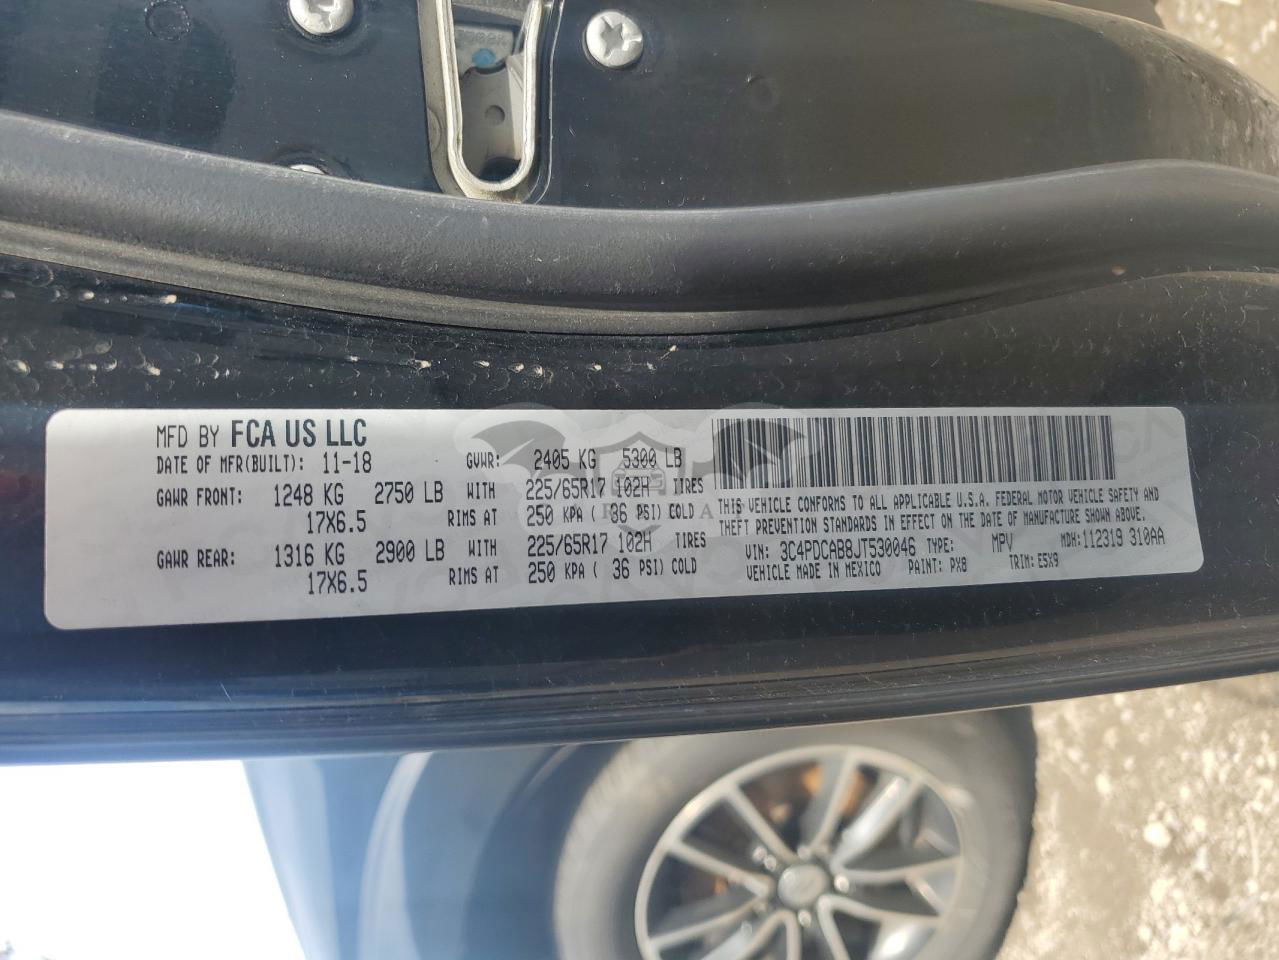 MFD BY FCA US LLC
DATE OF MFR(BUILT): 11-18 GVWR: 2405 KG 5300 LB
GAWR FRONT: 1248 KG 2750 LB WITH 225/65R17 102H TIRES
17X6.5 RIMS AT 250 KPA ( 36 PSI) COLD
GAWR REAR: 1316 KG 2900 LB WITH 225/65R17 102H TIRES
17X6.5 RIMS AT 250 KPA ( 36 PSI) COLD
THIS VEHICLE CONFORMS TO ALL APPLICABLE U.S.A. FEDERAL MOTOR VEHICLE SAFETY AND
THEFT PREVENTION STANDARDS IN EFFECT ON THE DATE OF MANUFACTURE SHOWN ABOVE.
VIN: 3C4PDCAB8JT530046 TYPE: MPV MDH: 112319 310AA
VEHICLE MADE IN MEXICO PAINT: PX8 TRIM: E5X9